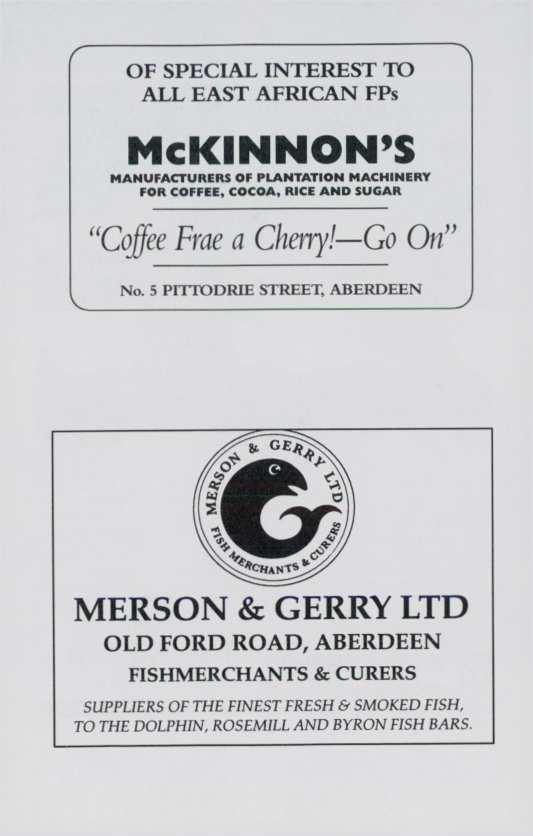 OF SPECIAL INTEREST TO
ALL EAST AFRICAN FPs
McKINNON'S
MANUFACTURERS OF PLANTATION MACHINERY
FOR COFFEE, COCOA, RICE AND SUGAR
"Coffee Frae a Cherry!—Go On"
No. 5 PITTODRIE STREET, ABERDEEN
MERSON & GERRY LTD
FISH MERCHANTS & CURERS
MERSON & GERRY LTD
OLD FORD ROAD, ABERDEEN
FISHMERCHANTS & CURERS
SUPPLIERS OF THE FINEST FRESH & SMOKED FISH,
TO THE DOLPHIN, ROSEMILL AND BYRON FISH BARS.